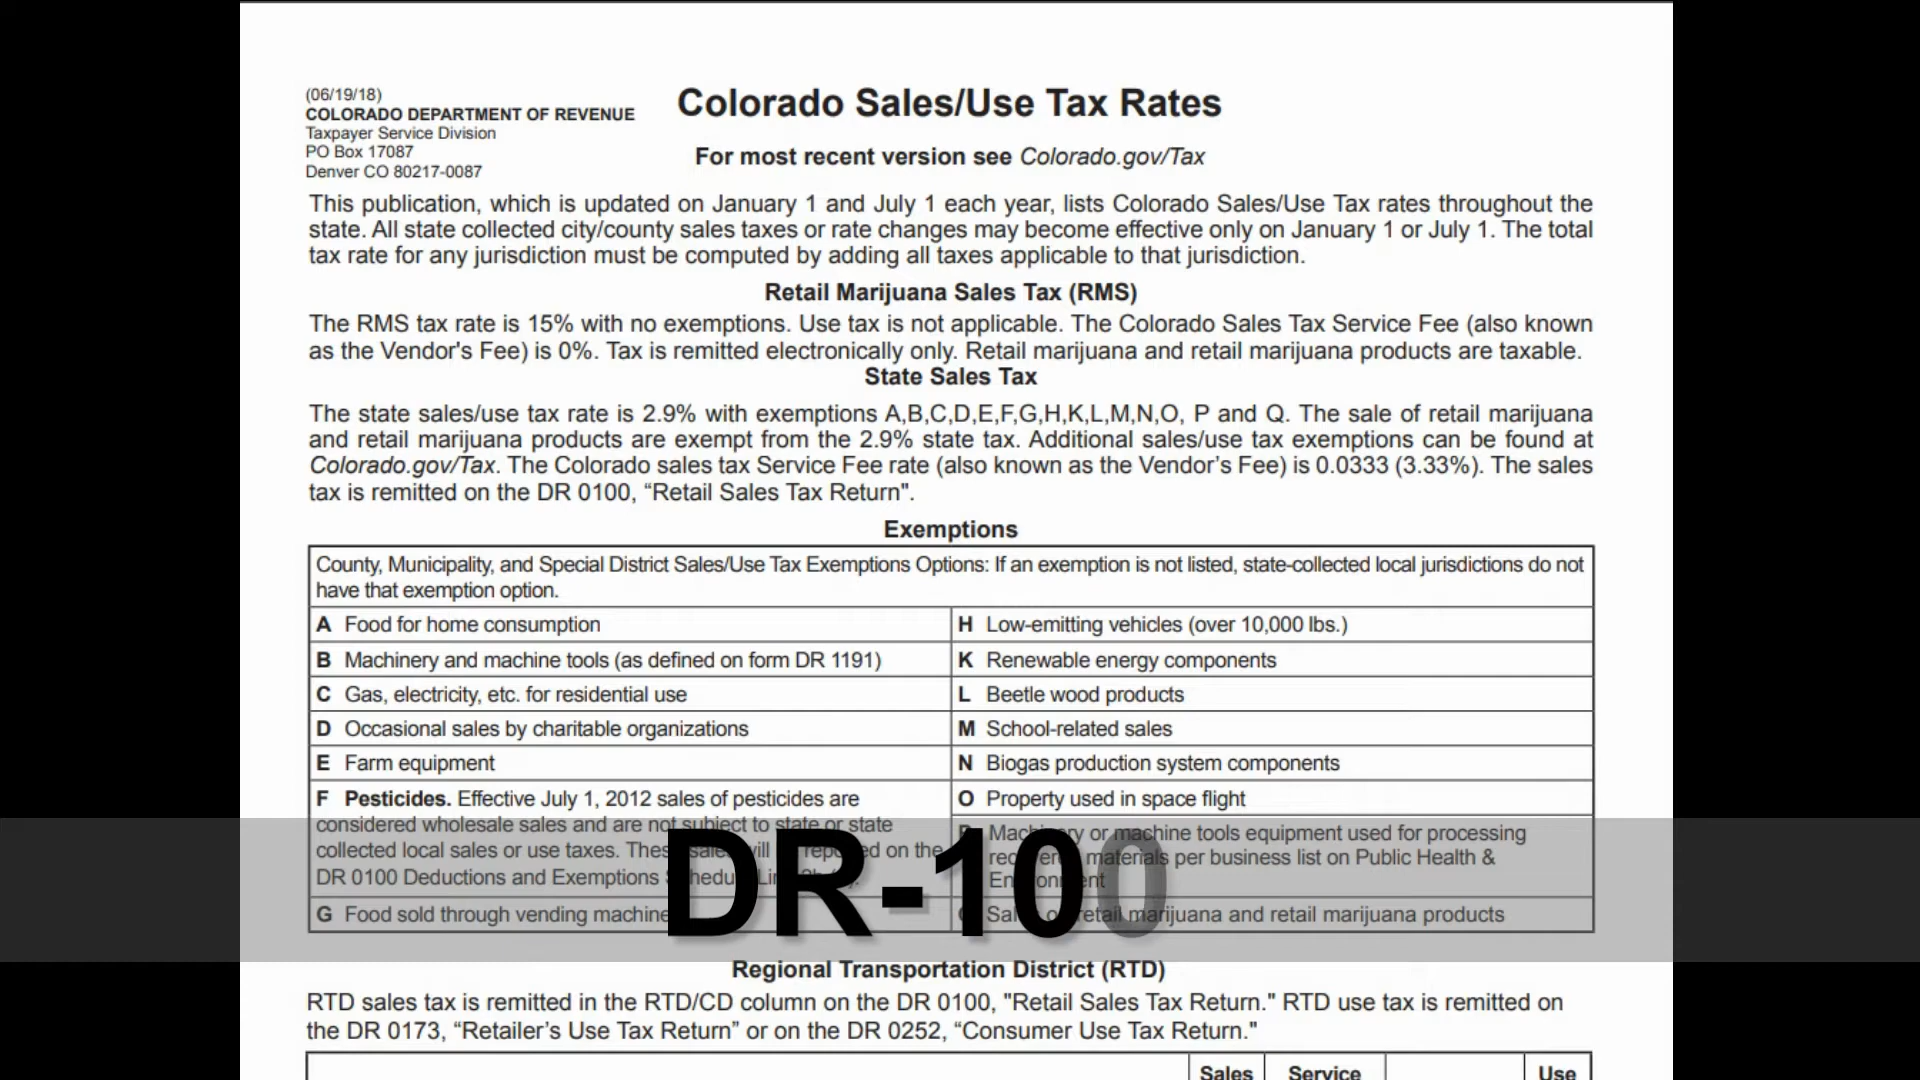 (06/19/18)
COLORADO DEPARTMENT OF REVENUE
Taxpayer Service Division
PO Box 17087
Denver CO 80217-0087
Colorado Sales/Use Tax Rates
For most recent version see Colorado.gov/Tax
This publication, which is updated on January 1 and July 1 each year, lists Colorado Sales/Use Tax rates throughout the
state. All state collected city/county sales taxes or rate changes may become effective only on January 1 or July 1. The total
tax rate for any jurisdiction must be computed by adding all taxes applicable to that jurisdiction.
Retail Marijuana Sales Tax (RMS)
The RMS tax rate is 15% with no exemptions. Use tax is not applicable. The Colorado Sales Tax Service Fee (also known
as the Vendor's Fee) is 0%. Tax is remitted electronically only. Retail marijuana and retail marijuana products are taxable.
State Sales Tax
The state sales/use tax rate is 2.9% with exemptions A,B,C,D,E,F,G,H,K,L,M,N,O, P and Q. The sale of retail marijuana
and retail marijuana products are exempt from the 2.9% state tax. Additional sales/use tax exemptions can be found at
Colorado.gov/Tax. The Colorado sales tax Service Fee rate (also known as the Vendor’s Fee) is 0.0333 (3.33%). The sales
tax is remitted on the DR 0100, “Retail Sales Tax Return".
Exemptions
County, Municipality, and Special District Sales/Use Tax Exemptions Options: If an exemption is not listed, state-collected local jurisdictions do not
have that exemption option.
A Food for home consumption
B Machinery and machine tools (as defined on form DR 1191)
C Gas, electricity, etc. for residential use
D Occasional sales by charitable organizations
E Farm equipment
F Pesticides. Effective July 1, 2012 sales of pesticides are
considered wholesale sales and are not subject to state or state
collected local sales or use taxes. These sales will reported on the
DR 0100 Deductions and Exemptions
G Food sold through vending machine
H Low-emitting vehicles (over 10,000 lbs.)
K Renewable energy components
L Beetle wood products
M School-related sales
N Biogas production system components
O Property used in space flight
Machinery or machine tools equipment used for processing
materials per business list on Public Health &
Environment
retail marijuana and retail marijuana products
DR-100
Regional Transportation District (RTD)
RTD sales tax is remitted in the RTD/CD column on the DR 0100, "Retail Sales Tax Return." RTD use tax is remitted on
the DR 0173, “Retailer’s Use Tax Return” or on the DR 0252, “Consumer Use Tax Return."
Sales Service Use